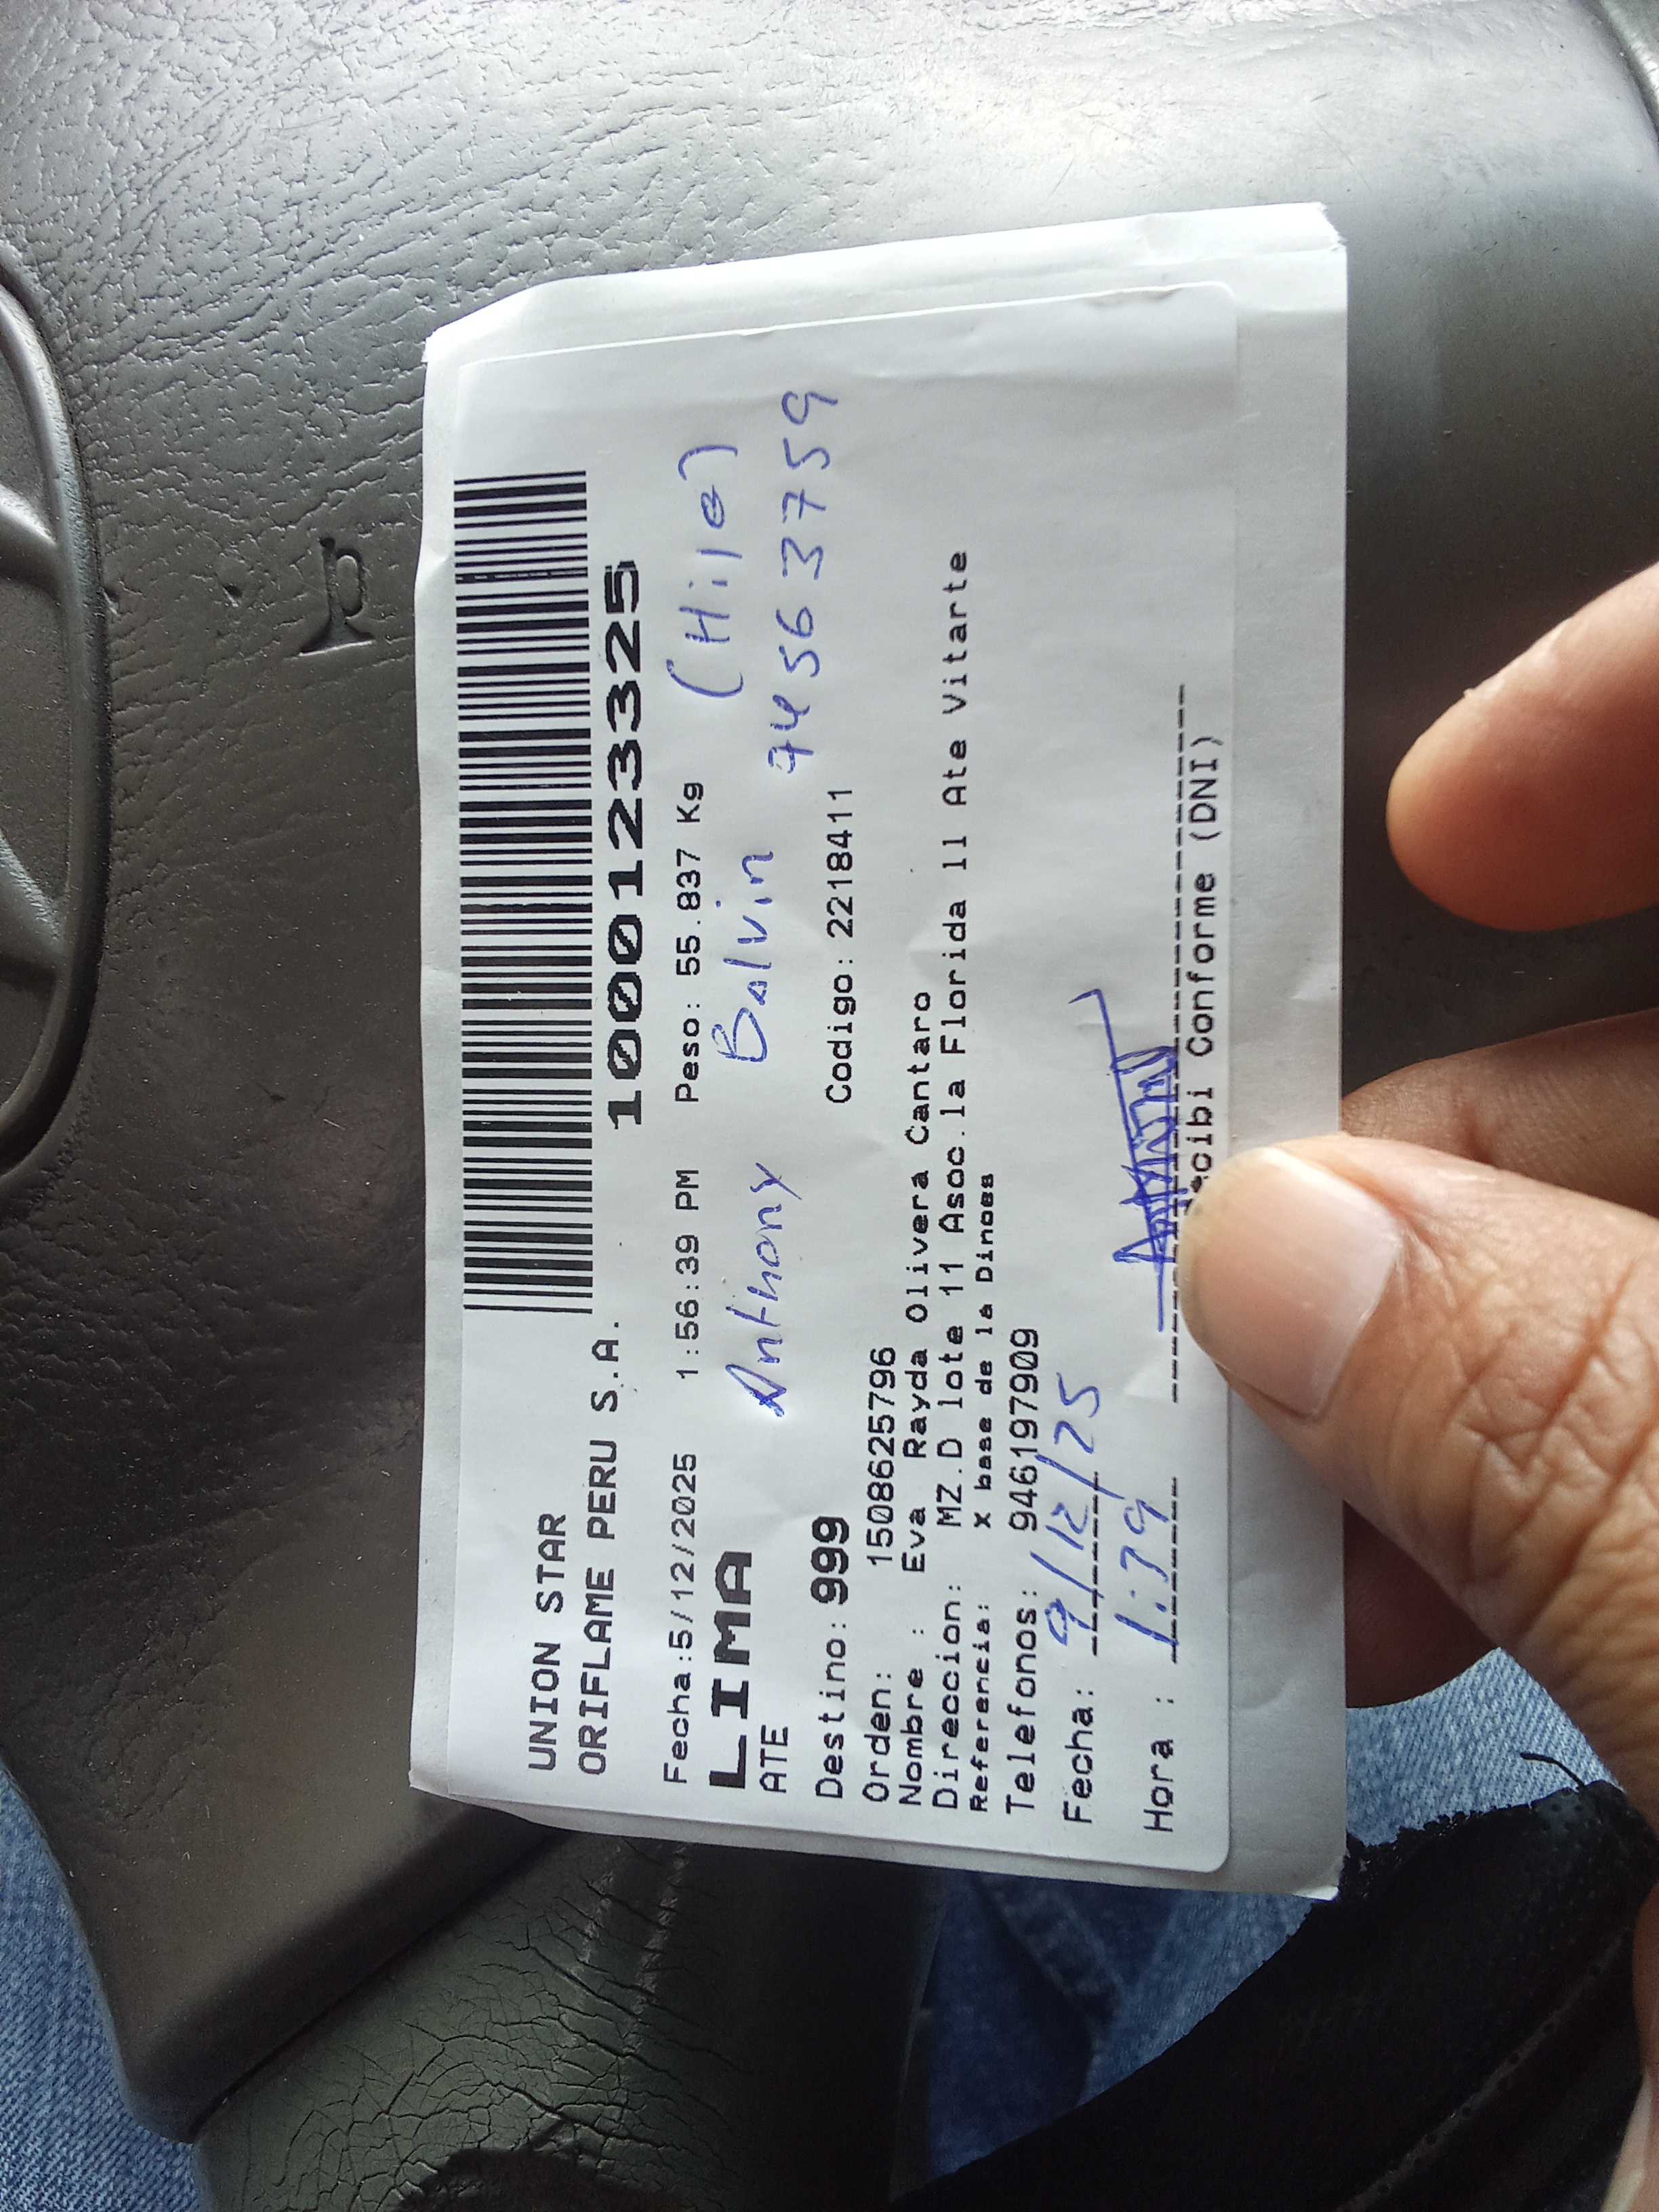 UNION STAR
ORIFLAME PERU S.A. 1000123325
Fecha:5/12/2025 1:56:39 PM Peso: 55.837 Kg (Hijo)
LIMA Anthony Balvin 74563759
ATE
Destino: 999 Codigo: 2218411
Orden: 1508625796
Nombre : Eva Rayda Olivera Cantaro
Direccion: MZ.D lote 11 Asoc.la Florida 11 Ate Vitarte
Referencia: x base de la Dinoes
Telefonos: 946197909
Fecha: 9/12/25
Hora : 1:39
ecibi Conforme (DNI)